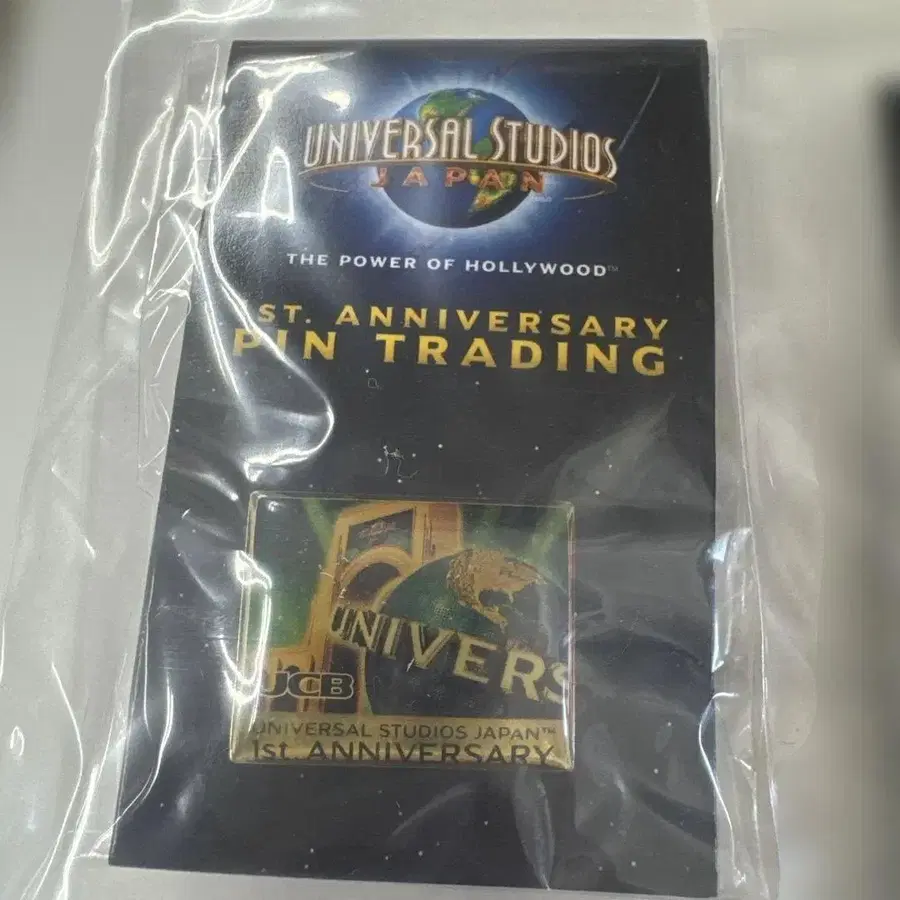 UNIVERSAL STUDIOS
JAPAN
THE POWER OF HOLLYWOOD™
ST. ANNIVERSARY
PIN TRADING
UNIVERS
JCB
UNIVERSAL STUDIOS JAPAN™
1st. ANNIVERSARY